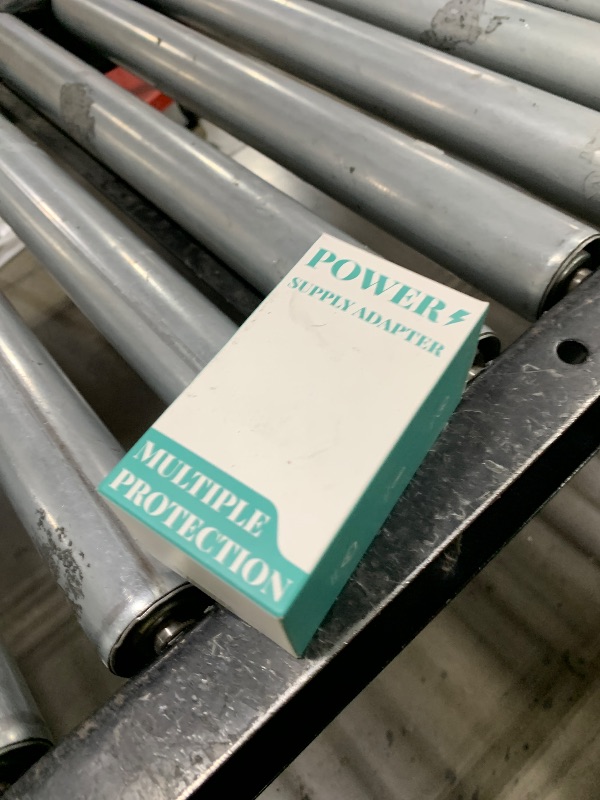 POWER
SUPPLY ADAPTER
MULTIPLE
PROTECTION